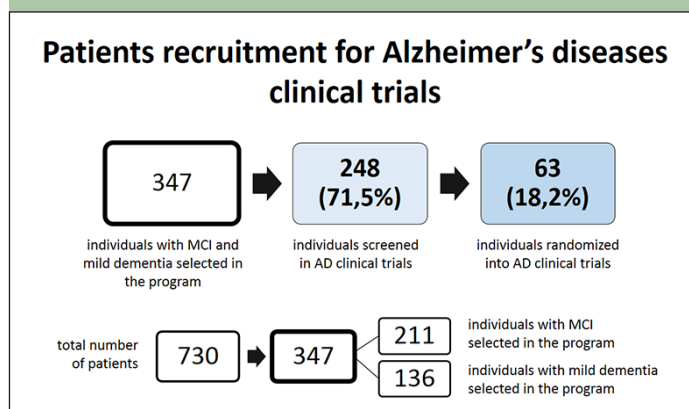 Patients recruitment for Alzheimer's diseases
clinical trials
347
248
(71,5%)
63
(18,2%)
individuals with MCI and
mild dementia selected in
the program
individuals screened
in AD clinical trials
individuals randomized
into AD clinical trials
total number
of patients
730
347
211
individuals with MCI
selected in the program
136
individuals with mild dementia
selected in the program